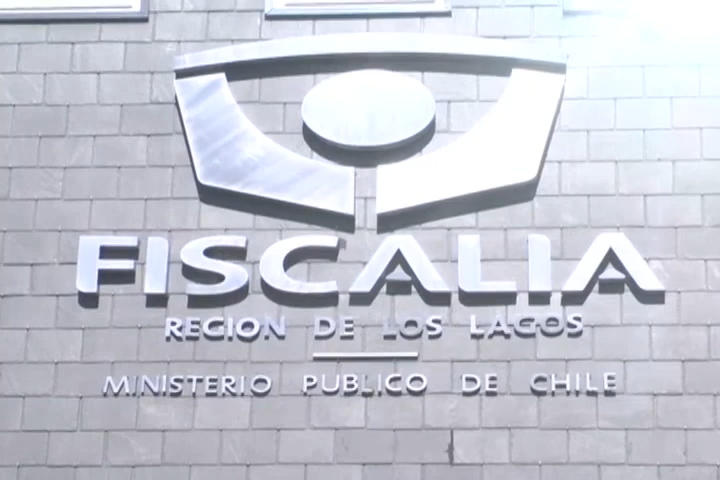 FISCALIA
REGION DE LOS LAGOS
MINISTERIO PUBLICO DE CHILE